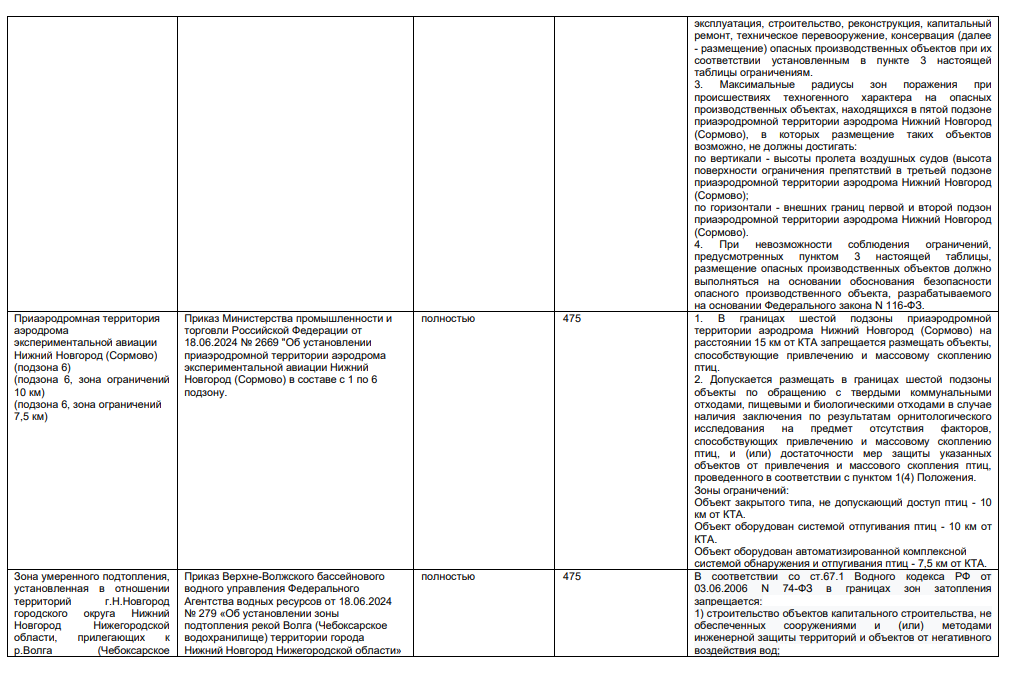 эксплуатация, строительство, реконструкция, капитальный
ремонт, техническое перевооружение, консервация (далее
- размещение) опасных производственных объектов при их
соответствии установленным в пункте 3 настоящей
таблицы ограничениям.
3. Максимальные радиусы зон поражения при
происшествиях техногенного характера на опасных
производственных объектах, находящихся в пятой подзоне
приаэродромной территории аэродрома Нижний Новгород
(Сормово), в которых размещение таких объектов
возможно, не должны достигать:
по вертикали - высоты пролета воздушных судов (высота
поверхности ограничения препятствий в третьей подзоне
приаэродромной территории аэродрома Нижний Новгород
(Сормово);
по горизонтали - внешних границ первой и второй подзон
приаэродромной территории аэродрома Нижний Новгород
(Сормово).
4. При невозможности соблюдения ограничений,
предусмотренных пунктом 3 настоящей таблицы,
размещение опасных производственных объектов должно
выполняться на основании обоснования безопасности
опасного производственного объекта, разрабатываемого
на основании Федерального закона N 116-ФЗ.
Приаэродромная территория
аэродрома
экспериментальной авиации
Нижний Новгород (Сормово)
(подзона 6)
(подзона 6, зона ограничений
10 км)
(подзона 6, зона ограничений
7,5 км)
Приказ Министерства промышленности и
торговли Российской Федерации от
18.06.2024 № 2669 "Об установлении
приаэродромной территории аэродрома
экспериментальной авиации Нижний
Новгород (Сормово) в составе с 1 по 6
подзону.
полностью
475
1. В границах шестой подзоны приаэродромной
территории аэродрома Нижний Новгород (Сормово) на
расстоянии 15 км от КТА запрещается размещать объекты,
способствующие привлечению и массовому скоплению
птиц.
2. Допускается размещать в границах шестой подзоны
объекты по обращению с твердыми коммунальными
отходами, пищевыми и биологическими отходами в случае
наличия заключения по результатам орнитологического
исследования на предмет отсутствия факторов,
способствующих привлечению и массовому скоплению
птиц, и (или) достаточности мер защиты указанных
объектов от привлечения и массового скопления птиц,
проведенного в соответствии с пунктом 1(4) Положения.
Зоны ограничений:
Объект закрытого типа, не допускающий доступ птиц - 10
км от КТА.
Объект оборудован системой отпугивания птиц - 10 км от
КТА.
Объект оборудован автоматизированной комплексной
системой обнаружения и отпугивания птиц - 7,5 км от КТА.
Зона умеренного подтопления,
установленная в отношении
территорий г.Н.Новгород
городского округа Нижний
Новгород Нижегородской
области, прилегающих к
р.Волга (Чебоксарское
Приказ Верхне-Волжского бассейнового
водного управления Федерального
Агентства водных ресурсов от 18.06.2024
№ 279 «Об установлении зоны
подтопления рекой Волга (Чебоксарское
водохранилище) территории города
Нижний Новгород Нижегородской области»
полностью
475
В соответствии со ст.67.1 Водного кодекса РФ от
03.06.2006 N 74-ФЗ в границах зон затопления
запрещается:
1) строительство объектов капитального строительства, не
обеспеченных сооружениями и (или) методами
инженерной защиты территорий и объектов от негативного
воздействия вод;